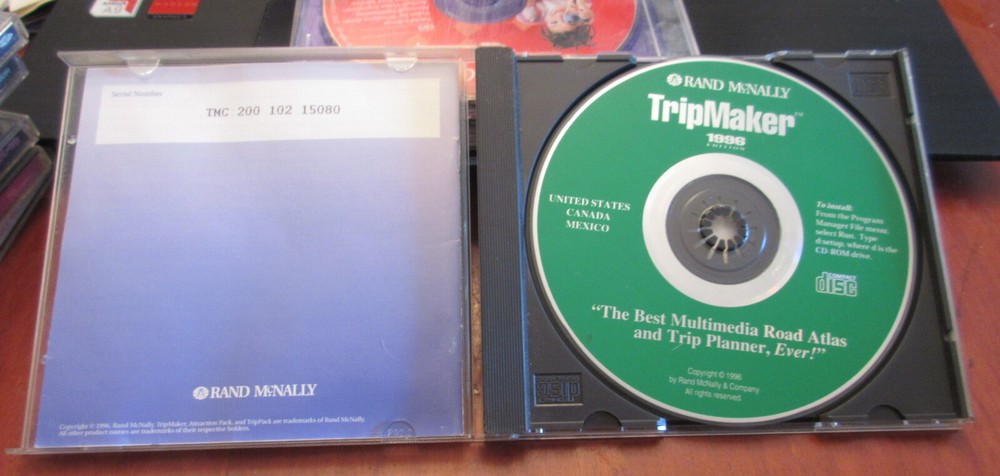 Serial Number
TMC 200 102 15080
RAND McNALLY
Copyright © 1996, Rand McNally. TripMaker, Attraction Pack, and TripPack are trademarks of Rand McNally.
All other product names are trademarks of their respective holders.
RAND McNALLY
TripMaker™
1996
EDITION
UNITED STATES
CANADA
MEXICO
To install:
From the Program
Manager File menu,
select Run. Type
d:setup, where d is the
CD-ROM drive.
COMPACT
disc
"The Best Multimedia Road Atlas
and Trip Planner, Ever!"
Copyright © 1996
by Rand McNally & Company
All rights reserved.